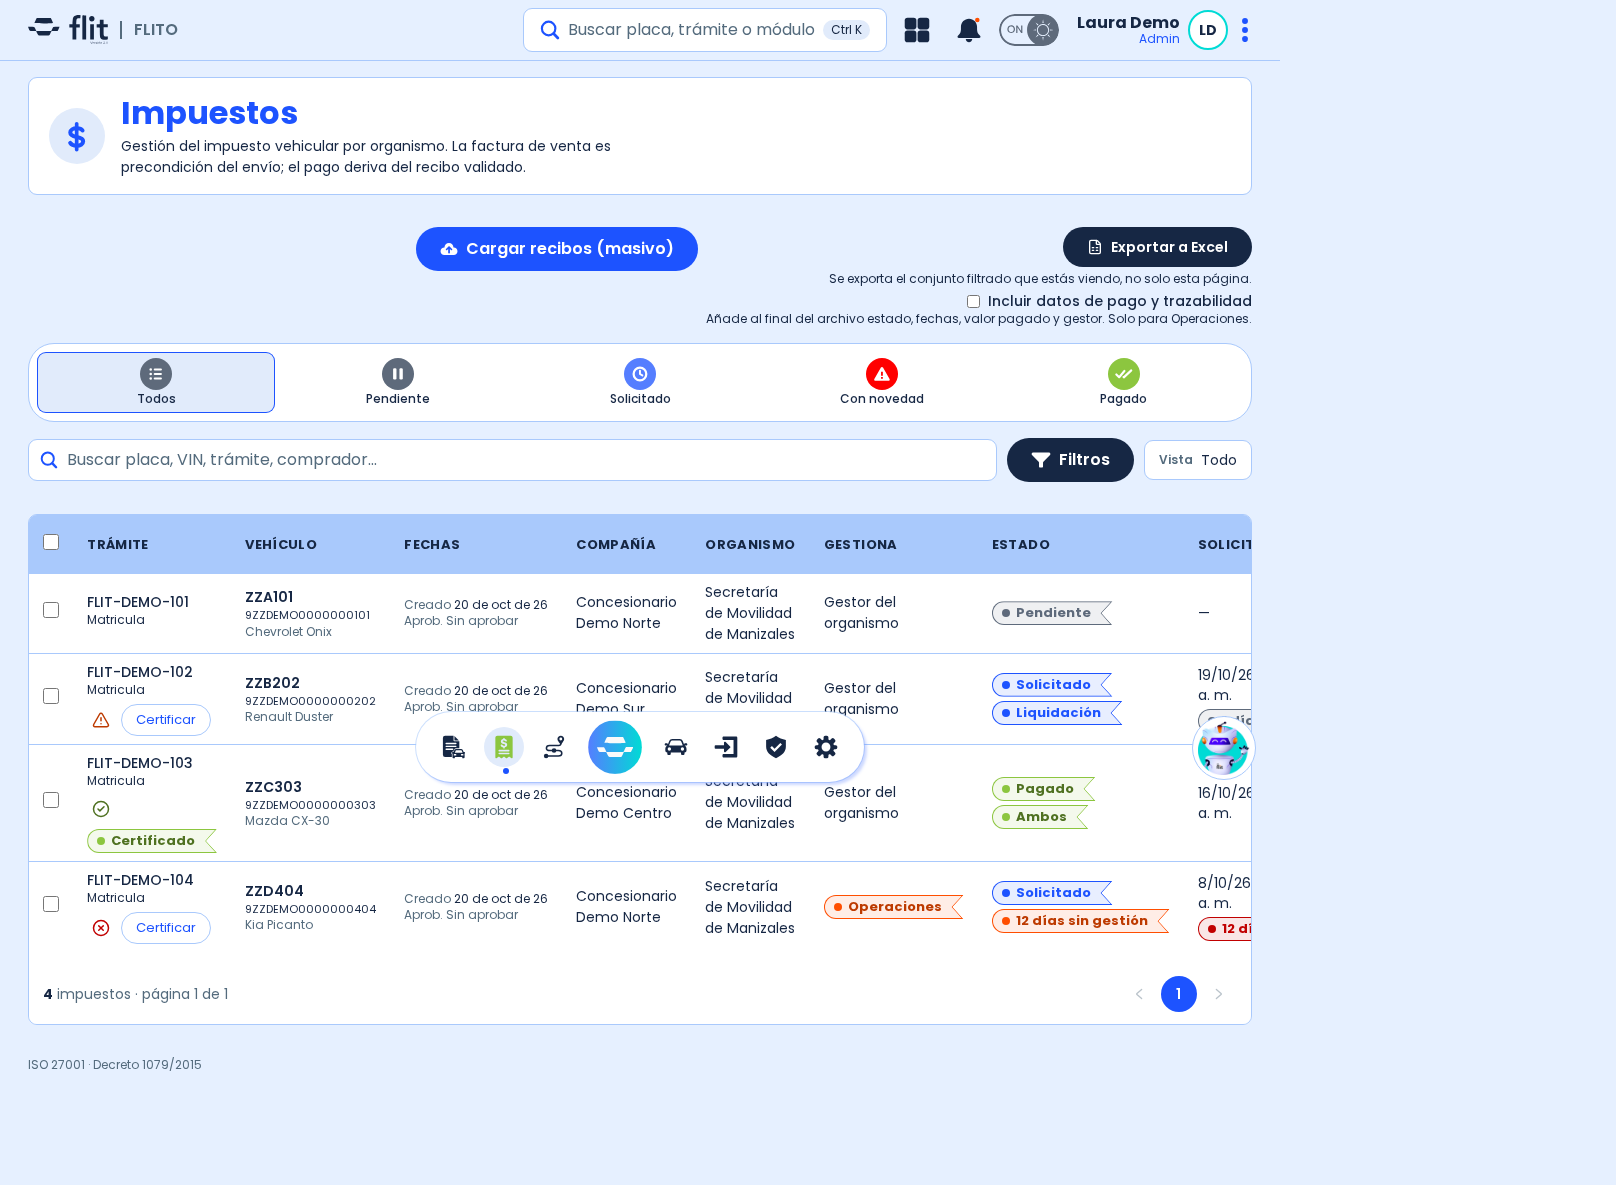 flit | FLITO
Buscar placa, trámite o módulo Ctrl K
ON
Laura Demo
Admin
LD
$
Impuestos
Gestión del impuesto vehicular por organismo. La factura de venta es
precondición del envío; el pago deriva del recibo validado.
Cargar recibos (masivo)
Exportar a Excel
Se exporta el conjunto filtrado que estás viendo, no solo esta página.
Incluir datos de pago y trazabilidad
Añade al final del archivo estado, fechas, valor pagado y gestor. Solo para Operaciones.
Todos
Pendiente
Solicitado
Con novedad
Pagado
Buscar placa, VIN, trámite, comprador...
Filtros
Vista Todo
TRÁMITE VEHÍCULO FECHAS COMPAÑÍA ORGANISMO GESTIONA ESTADO SOLICIT
FLIT-DEMO-101
Matricula
ZZA101
9ZZDEMO0000000101
Chevrolet Onix
Creado 20 de oct de 26
Aprob. Sin aprobar
Concesionario
Demo Norte
Secretaría
de Movilidad
de Manizales
Gestor del
organismo
Pendiente
—
FLIT-DEMO-102
Matricula
Certificar
ZZB202
9ZZDEMO0000000202
Renault Duster
Creado 20 de oct de 26
Aprob. Sin aprobar
Concesionario
Demo Sur
Secretaría
de Movilidad
Gestor del
organismo
Solicitado
Liquidación
19/10/26
a. m.
FLIT-DEMO-103
Matricula
Certificado
ZZC303
9ZZDEMO0000000303
Mazda CX-30
Creado 20 de oct de 26
Aprob. Sin aprobar
Concesionario
Demo Centro
Secretaría
de Movilidad
de Manizales
Gestor del
organismo
Pagado
Ambos
16/10/26
a. m.
FLIT-DEMO-104
Matricula
Certificar
ZZD404
9ZZDEMO0000000404
Kia Picanto
Creado 20 de oct de 26
Aprob. Sin aprobar
Concesionario
Demo Norte
Secretaría
de Movilidad
de Manizales
Operaciones
Solicitado
12 días sin gestión
8/10/26
a. m.
12 dí
4 impuestos · página 1 de 1
1
ISO 27001 · Decreto 1079/2015